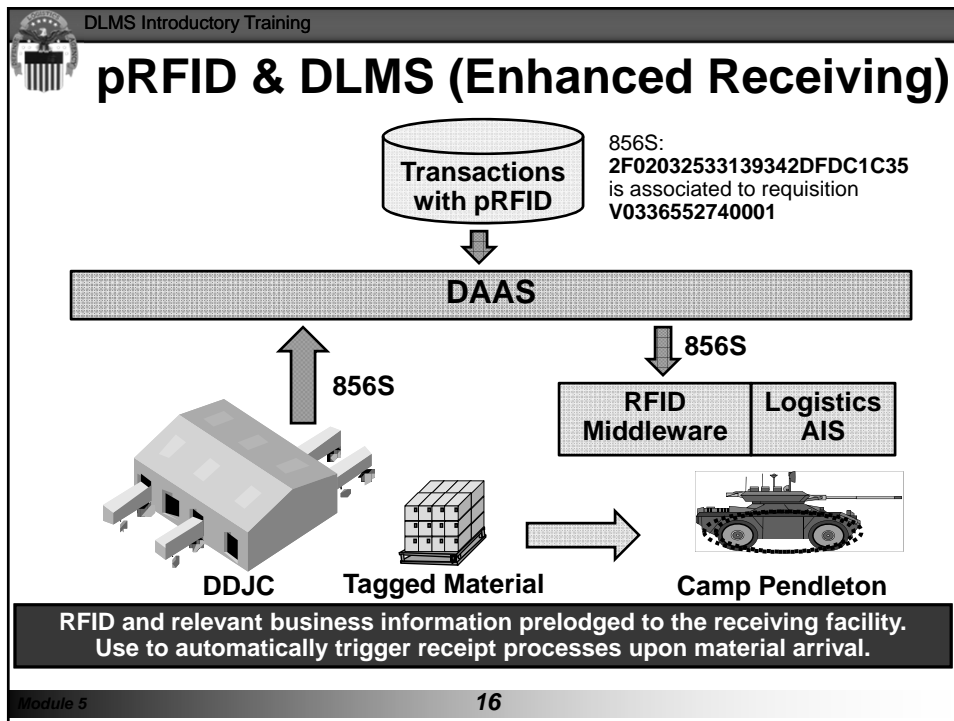 DLMS Introductory Training
pRFID & DLMS (Enhanced Receiving)
Transactions
with pRFID
856S:
2F02032533139342DFDC1C35
is associated to requisition
V0336552740001
DAAS
856S
856S
RFID
Middleware
Logistics
AIS
DDJC
Tagged Material
Camp Pendleton
RFID and relevant business information prelodged to the receiving facility.
Use to automatically trigger receipt processes upon material arrival.
Module 5
16